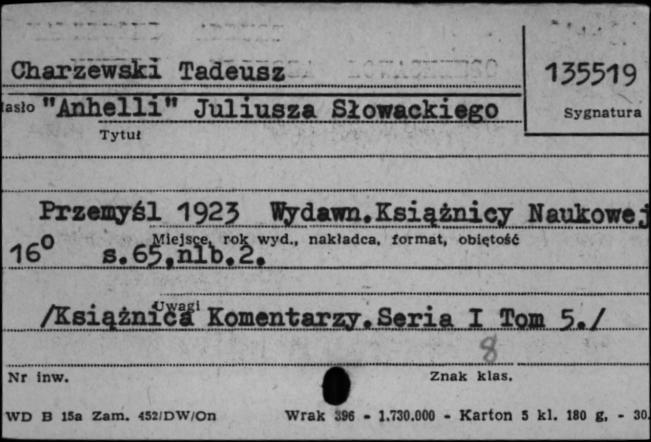 Charzewski Tadeusz
135519
Hasło "Anhelli" Juliusza Słowackiego
Sygnatura
Tytuł
Przemyśl 1923 Wydawn.Książnicy Naukowej
Miejsce, rok wyd., nakładca, format, objętość
16° s.65,nlb.2.
Uwagi
/Książnica Komentarzy.Seria I Tom 5./
8
Nr inw.
Znak klas.
WD B 15a Zam. 452/DW/On Wrak 396 - 1.730.000 - Karton 5 kl. 180 g, - 30.